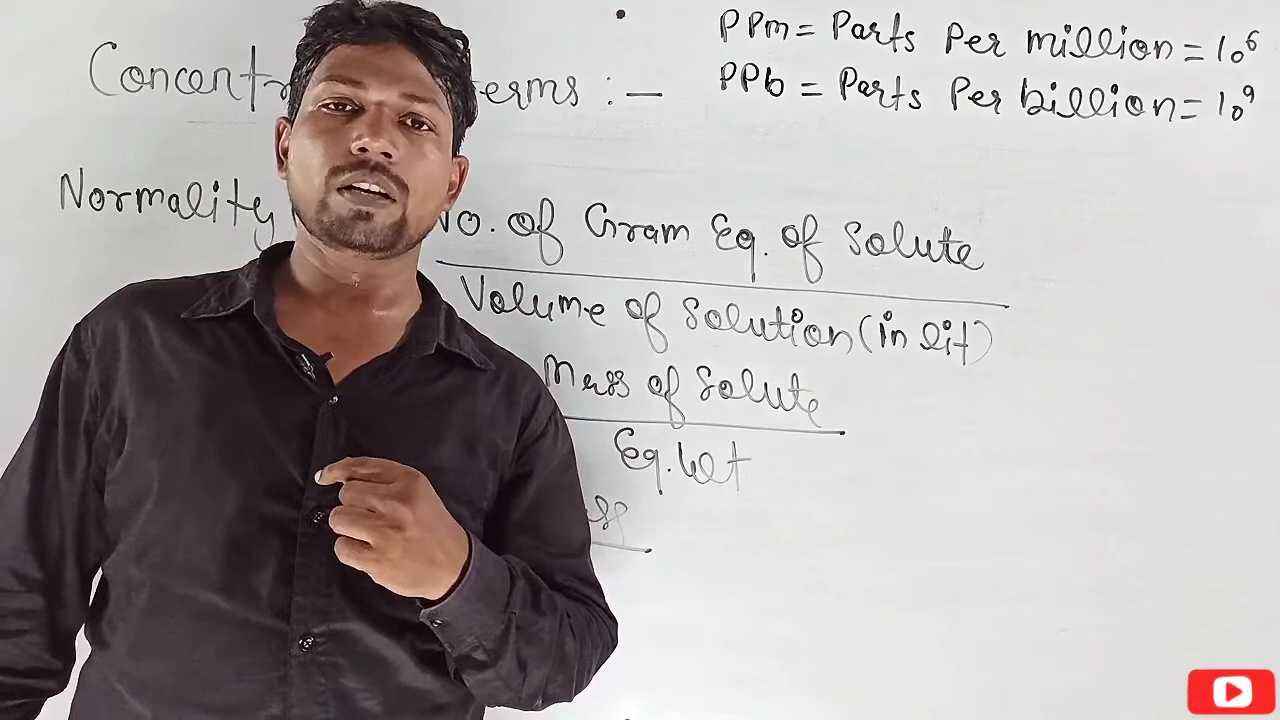 PPm = Parts Per million = 10⁶
Concentr erms :-
PPb = Parts Per billion = 10⁹
Normality No. of Gram Eq. of Solute
Volume of Solution (in lit)
Mass of Solute
Eq. wt